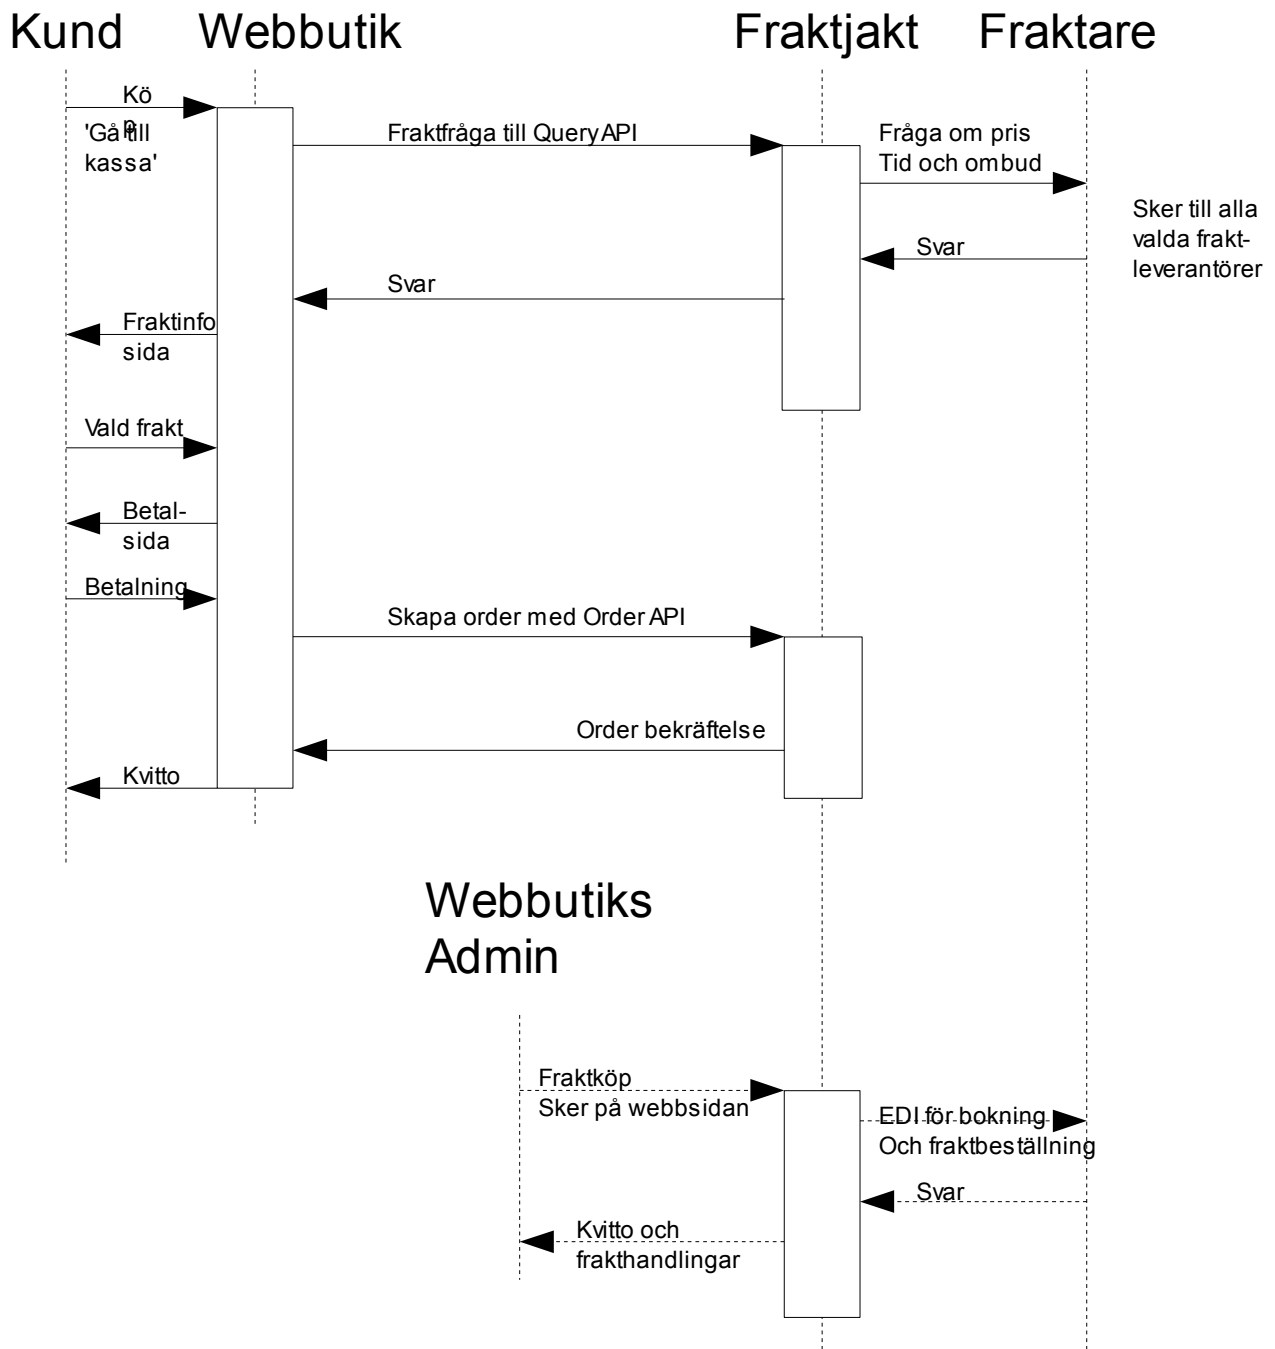 Kund
Webbutik
Fraktjakt
Fraktare
Kö
p
'Gå till
kassa'
Fraktfråga till Query API
Fråga om pris
Tid och ombud
Sker till alla
valda frakt-
leverantörer
Svar
Svar
Fraktinfo
sida
Vald frakt
Betal-
sida
Betalning
Skapa order med Order API
Order bekräftelse
Kvitto
Webbutiks
Admin
Fraktköp
Sker på webbsidan
EDI för bokning
Och fraktbeställning
Svar
Kvitto och
frakthandlingar